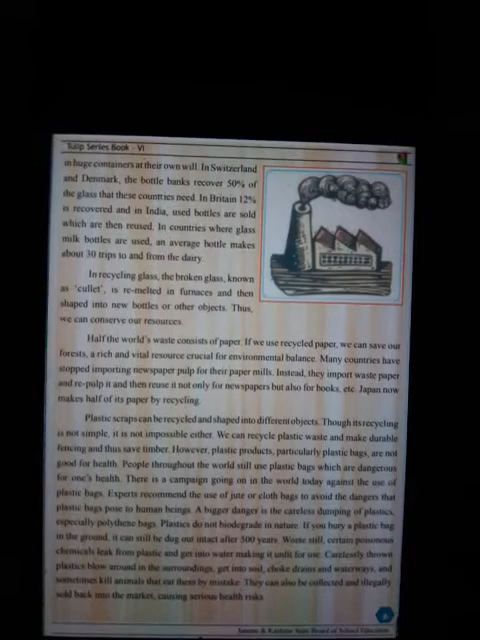 Tulip Series Book - VI
in huge containers at their own will. In Switzerland
and Denmark, the bottle banks recover 50% of
the glass that these countries need. In Britain 12%
is recovered and in India, used bottles are sold
which are then reused. In countries where glass
milk bottles are used, an average bottle makes
about 30 trips to and from the dairy.
In recycling glass, the broken glass, known
as 'cullet', is re-melted in furnaces and then
shaped into new bottles or other objects. Thus,
we can conserve our resources.
Half the world's waste consists of paper. If we use recycled paper, we can save our
forests, a rich and vital resource crucial for environmental balance. Many countries have
stopped importing newspaper pulp for their paper mills. Instead, they import waste paper
and re-pulp it and then reuse it not only for newspapers but also for books, etc. Japan now
makes half of its paper by recycling.
Plastic scraps can be recycled and shaped into different objects. Though its recycling
is not simple, it is not impossible either. We can recycle plastic waste and make durable
fencing and thus save timber. However, plastic products, particularly plastic bags, are not
good for health. People throughout the world still use plastic bags which are dangerous
for one's health. There is a campaign going on in the world today against the use of
plastic bags. Experts recommend the use of jute or cloth bags to avoid the dangers that
plastic bags pose to human beings. A bigger danger is the careless dumping of plastics,
especially polythene bags. Plastics do not biodegrade in nature. If you bury a plastic bag
in the ground, it can still be dug out intact after 500 years. Worse still, certain poisonous
chemicals leak from plastic and get into water making it unfit for use. Carelessly thrown
plastics blow around in the surroundings, get into soil, choke drains and waterways, and
sometimes kill animals that eat them by mistake. They can also be collected and illegally
sold back into the market, causing serious health risks
Jammu & Kashmir State Board of School Education